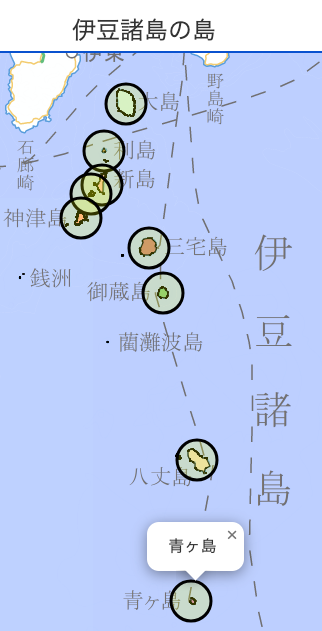 伊豆諸島の島
伊東
大島
野島崎
石廊崎
利島
新島
神津島
三宅島
伊豆諸島
銭洲
御蔵島
藺灘波島
八丈島
青ヶ島
青ヶ島